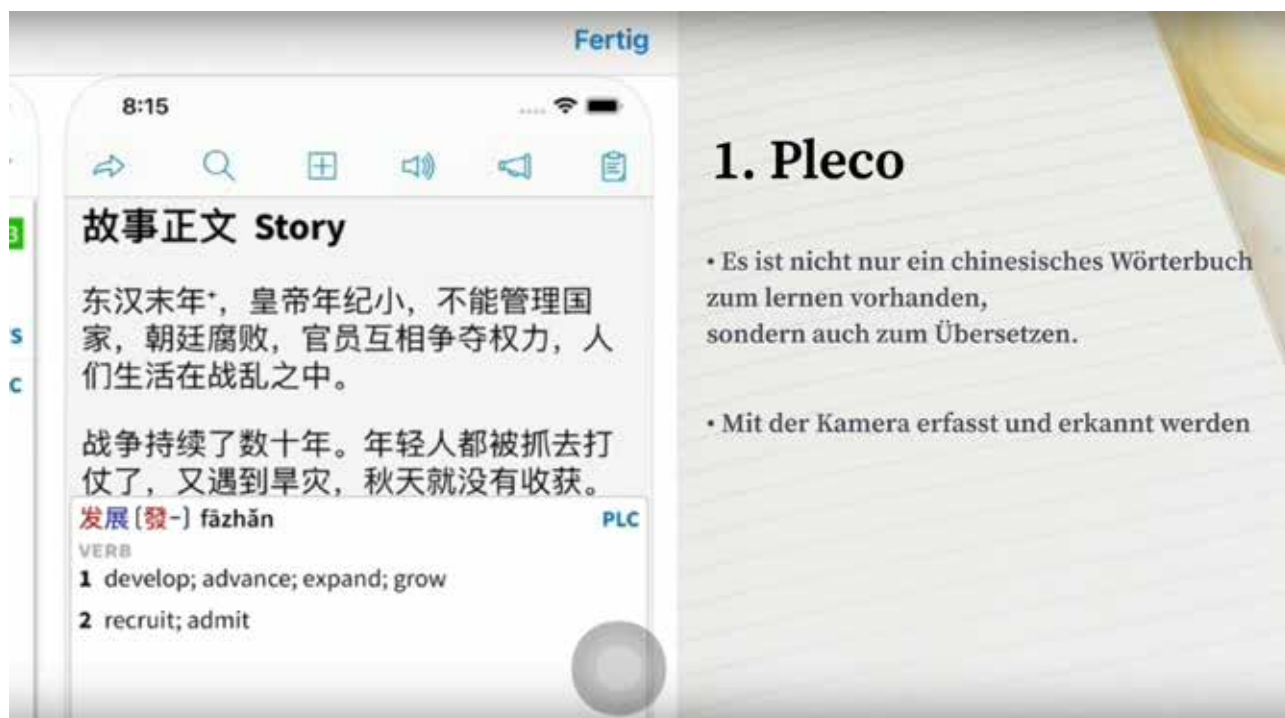 Fertig
8:15
故事正文 Story
东汉末年⁺，皇帝年纪小，不能管理国
家，朝廷腐败，官员互相争夺权力，人
们生活在战乱之中。
战争持续了数十年。年轻人都被抓去打
仗了，又遇到旱灾，秋天就没有收获。
发展 [發-] fāzhǎn PLC
VERB
1 develop; advance; expand; grow
2 recruit; admit
S
C
1. Pleco
• Es ist nicht nur ein chinesisches Wörterbuch
zum lernen vorhanden,
sondern auch zum Übersetzen.
• Mit der Kamera erfasst und erkannt werden